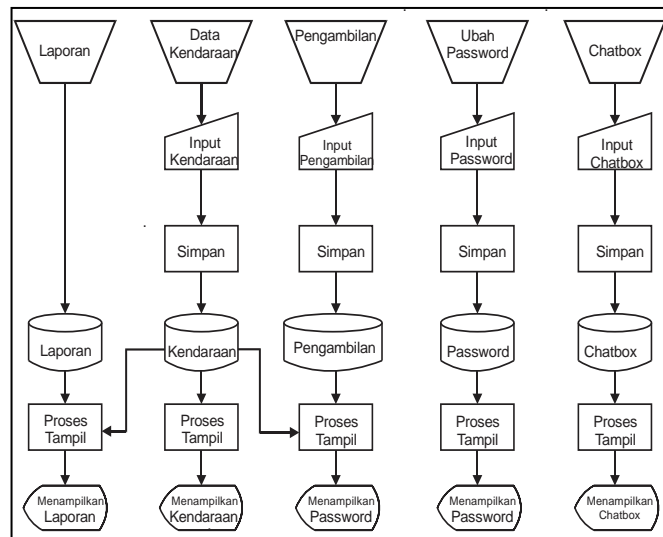 Laporan
Data
Kendaraan
Pengambilan
Ubah
Password
Chatbox
Input
Kendaraan
Input
Pengambilan
Input
Password
Input
Chatbox
Simpan
Simpan
Simpan
Simpan
Laporan
Kendaraan
Pengambilan
Password
Chatbox
Proses
Tampil
Proses
Tampil
Proses
Tampil
Proses
Tampil
Proses
Tampil
Menampilkan
Laporan
Menampilkan
Kendaraan
Menampilkan
Password
Menampilkan
Password
Menampilkan
Chatbox